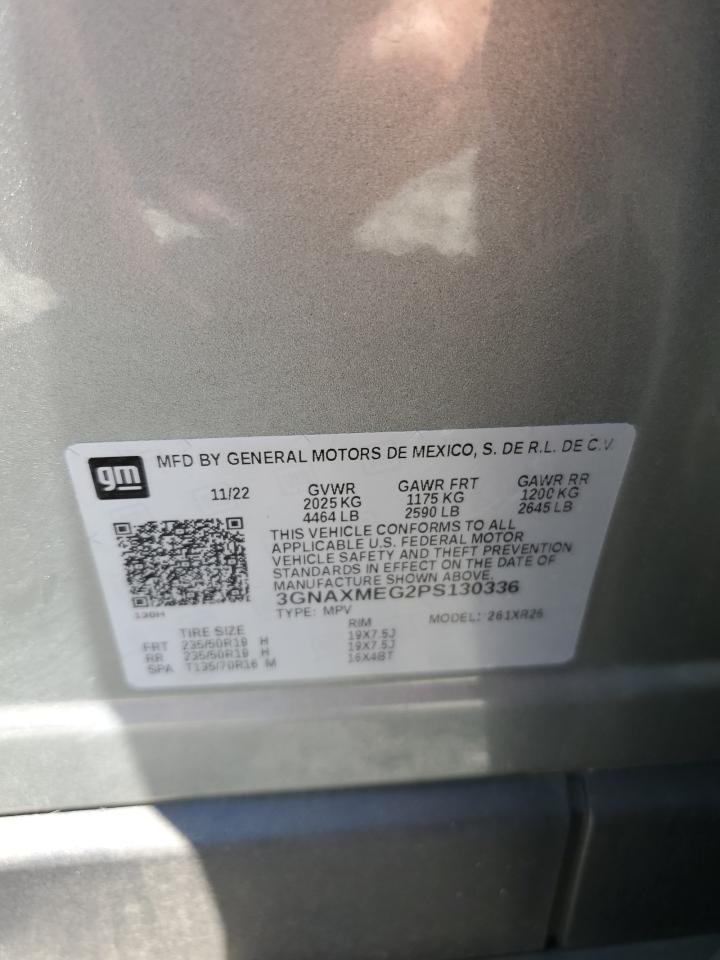 gm
MFD BY GENERAL MOTORS DE MEXICO, S. DE R.L. DE C.V.
11/22 GVWR GAWR FRT GAWR RR
2025 KG 1175 KG 1200 KG
4464 LB 2590 LB 2645 LB
THIS VEHICLE CONFORMS TO ALL
APPLICABLE U.S. FEDERAL MOTOR
VEHICLE SAFETY AND THEFT PREVENTION
STANDARDS IN EFFECT ON THE DATE OF
MANUFACTURE SHOWN ABOVE.
3GNAXMEG2PS130336
130H
TYPE: MPV MODEL: 261XR26
TIRE SIZE RIM
FRT 235/50R19 H 19X7.5J
RR 235/50R19 H 19X7.5J
SPA T135/70R16 M 16X4BT